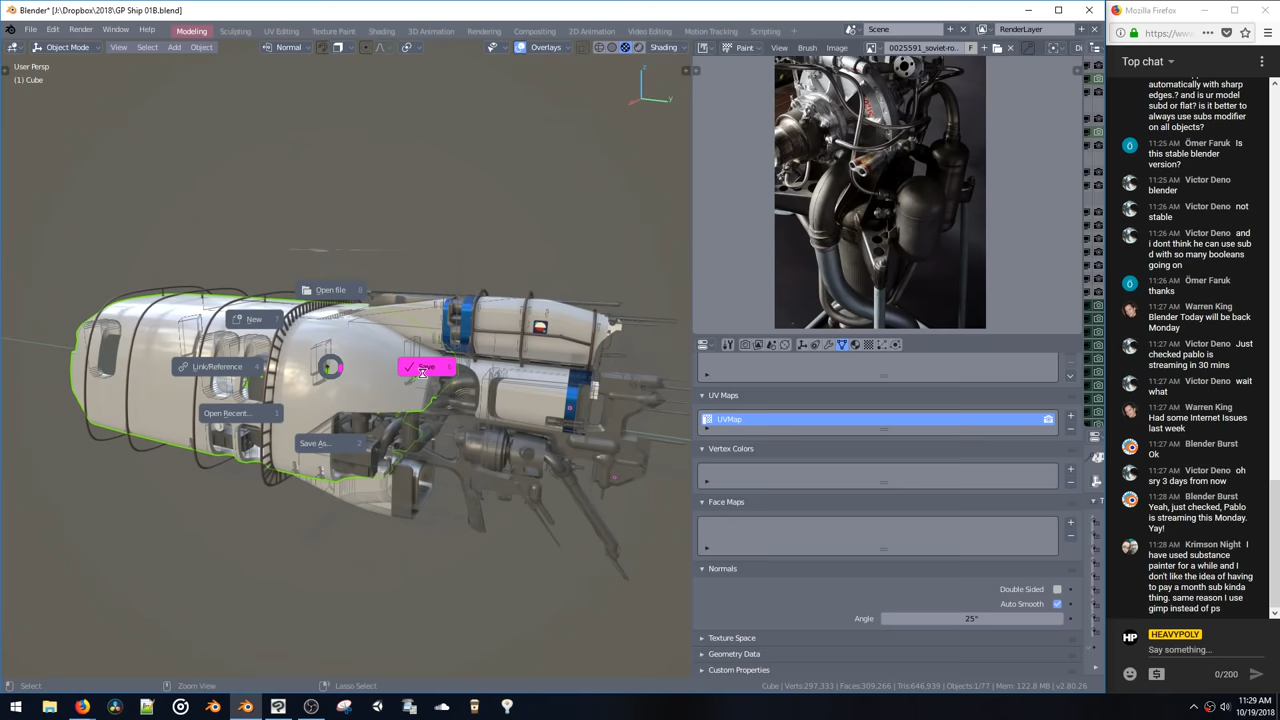 Blender* [J:\Dropbox\2018\GP Ship 01B.blend]
File Edit Render Window Help Modeling Sculpting UV Editing Texture Paint Shading 3D Animation Rendering Compositing 2D Animation Video Editing Motion Tracking Scripting Scene RenderLayer
Object Mode View Select Add Object Normal Overlays Shading Paint View Brush Image 0025591_soviet-ro... F
User Persp
(1) Cube
z
y
Open file 8
New 7
Link/Reference 4
6
Open Recent... 1
Save As... 2
UV Maps
UVMap
Vertex Colors
Face Maps
Normals
Double Sided
Auto Smooth
Angle 25°
Texture Space
Geometry Data
Custom Properties
Select Zoom View Lasso Select Cube | Verts:297,333 | Faces:309,266 | Tris:646,939 | Objects:1/77 | Mem: 122.8 MB | v2.80.26
Mozilla Firefox
https://www
Top chat
automatically with sharp
edges.? and is ur model
subd or flat? is it better to
always use subs modifier
on all objects?
11:25 AM Ömer Faruk Is
this stable blender
version?
11:25 AM Victor Deno
blender
11:26 AM Victor Deno not
stable
11:26 AM Victor Deno and
i dont think he can use sub
d with so many booleans
going on
11:26 AM Ömer Faruk
thanks
11:27 AM Warren King
Blender Today will be back
Monday
11:27 AM Victor Deno Just
checked pablo is
streaming in 30 mins
11:27 AM Victor Deno wait
what
11:27 AM Warren King
Had some Internet Issues
last week
11:27 AM Blender Burst
Ok
11:27 AM Victor Deno oh
sry 3 days from now
11:28 AM Blender Burst
Yeah, just checked, Pablo
is streaming this Monday.
Yay!
11:28 AM Krimson Night I
have used substance
painter for a while and I
don't like the idea of having
to pay a month sub kinda
thing. same reason I use
gimp instead of ps
HP HEAVYPOLY
Say something...
0/200
11:29 AM
10/19/2018